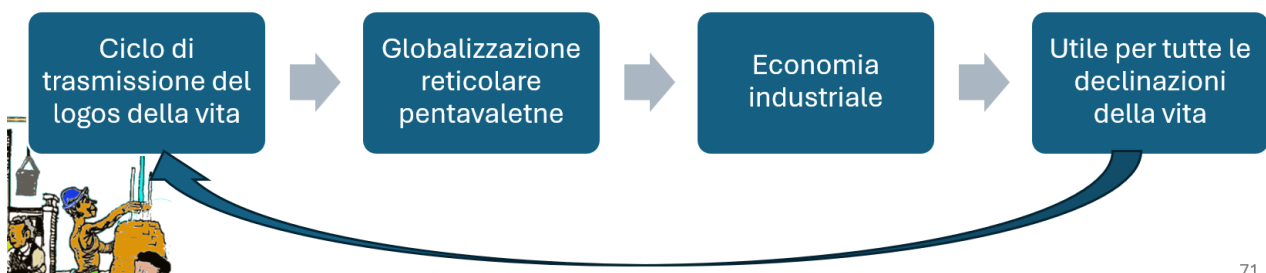 Ciclo di
trasmissione del
logos della vita
Globalizzazione
reticolare
pentavaletne
Economia
industriale
Utile per tutte le
declinazioni
della vita
71